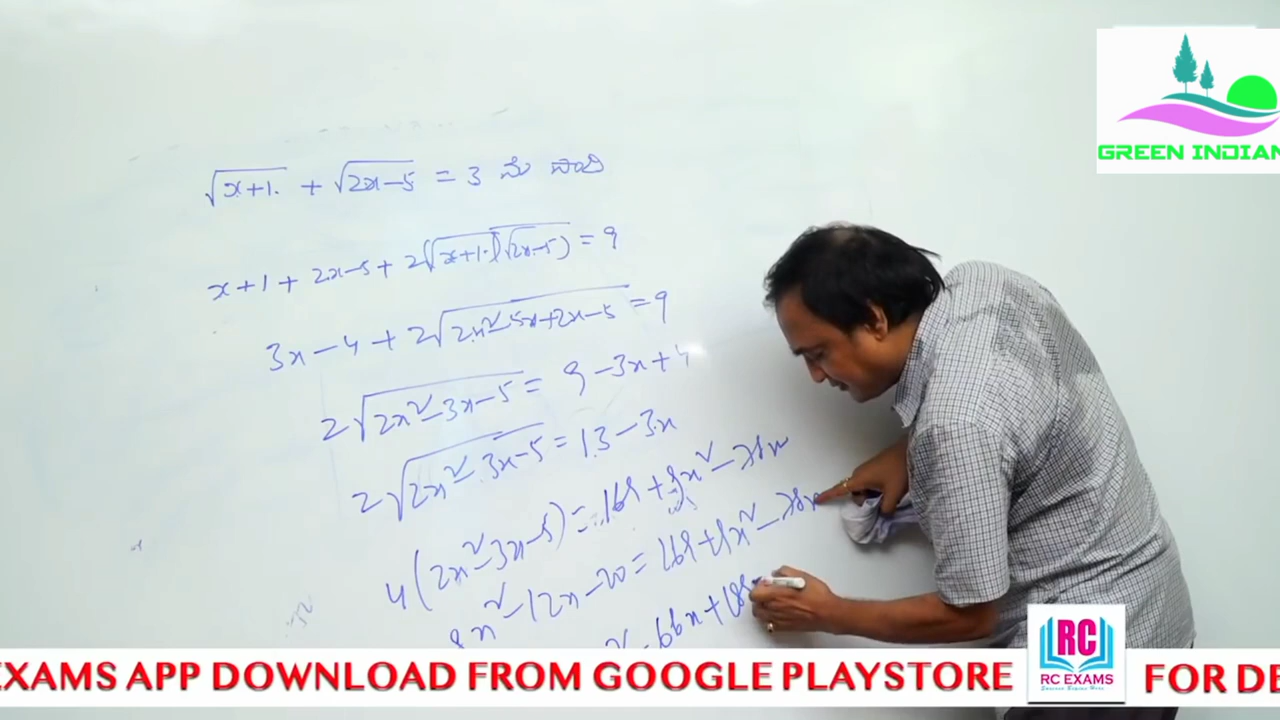 √x+1. + √2x-5 = 3
x+1 + 2x-5 + 2(√x+1.)(√2x-5) = 9
3x-4 + 2√2x²-5x+2x-5 = 9
2√2x²-3x-5 = 9-3x+4
2√2x²-3x-5 = 13-3x
4(2x²-3x-5) = 169+9x²-78x
8x²-12x-20 = 169+9x²-78x
x²-66x+189
GREEN INDIAN
RC
RC EXAMS
EXAMS APP DOWNLOAD FROM GOOGLE PLAYSTORE
FOR DE